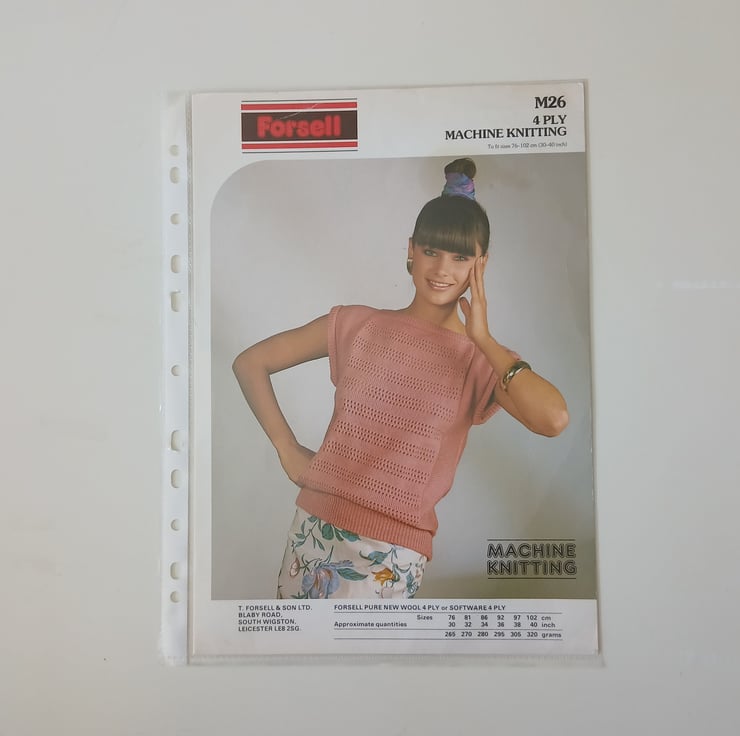 Forsell
M26
4 PLY
MACHINE KNITTING
To fit sizes 76-102 cm (30-40 inch)
MACHINE
KNITTING
T. FORSELL & SON LTD.
BLABY ROAD,
SOUTH WIGSTON,
LEICESTER LE8 2SG.
FORSELL PURE NEW WOOL 4 PLY or SOFTWARE 4 PLY
Sizes 76 81 86 92 97 102 cm
Approximate quantities 30 32 34 36 38 40 inch
265 270 280 295 305 320 grams